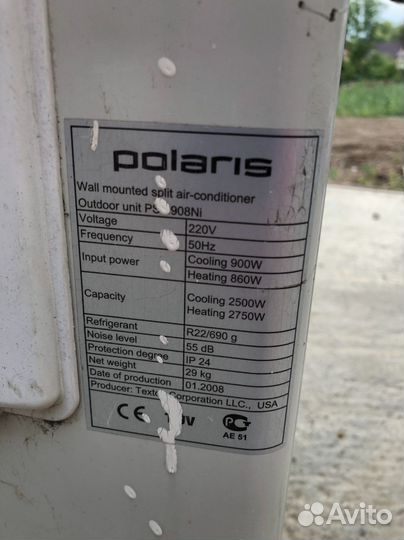 polaris
Wall mounted split air-conditioner
Outdoor unit 908Ni
Voltage 220V
Frequency 50Hz
Input power Cooling 900W
Heating 860W
Capacity Cooling 2500W
Heating 2750W
Refrigerant R22/690 g
Noise level 55 dB
Protection degree IP 24
Net weight 29 kg
Date of production 01.2008
Producer: Corporation LLC., USA
CE PG
AE 51
Avito